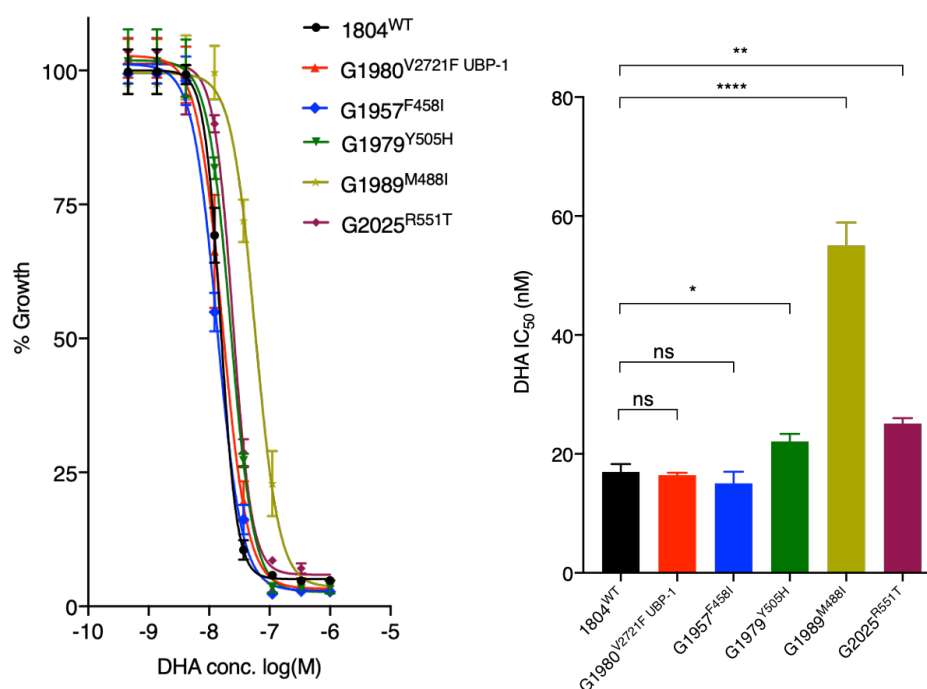 1804WT
G1980V2721F UBP-1
G1957F458I
G1979Y505H
G1989M488I
G2025R551T
% Growth
100
75
50
25
0
-10 -9 -8 -7 -6 -5
DHA conc. log(M)
**
****
*
ns
ns
DHA IC50 (nM)
80
60
40
20
0
1804WT
G1980V2721F UBP-1
G1957F458I
G1979Y505H
G1989M488I
G2025R551T